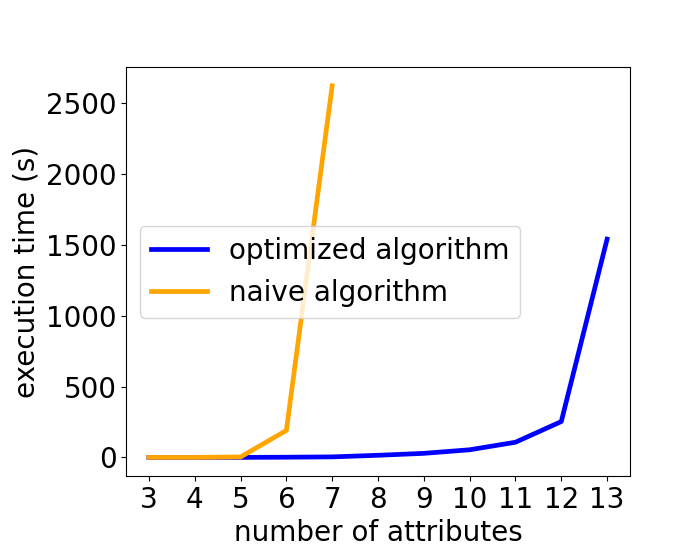 execution time (s)
2500
2000
1500
1000
500
0
optimized algorithm
naive algorithm
3 4 5 6 7 8 9 10 11 12 13
number of attributes